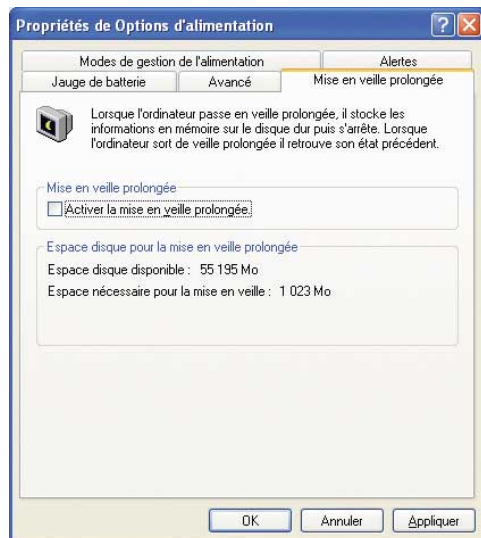 Propriétés de Options d'alimentation
Modes de gestion de l'alimentation
Alertes
Jauge de batterie
Avancé
Mise en veille prolongée
Lorsque l'ordinateur passe en veille prolongée, il stocke les
informations en mémoire sur le disque dur puis s'arrête. Lorsque
l'ordinateur sort de veille prolongée il retrouve son état précédent.
Mise en veille prolongée
Activer la mise en veille prolongée.
Espace disque pour la mise en veille prolongée
Espace disque disponible : 55 195 Mo
Espace nécessaire pour la mise en veille : 1 023 Mo
OK
Annuler
Appliquer